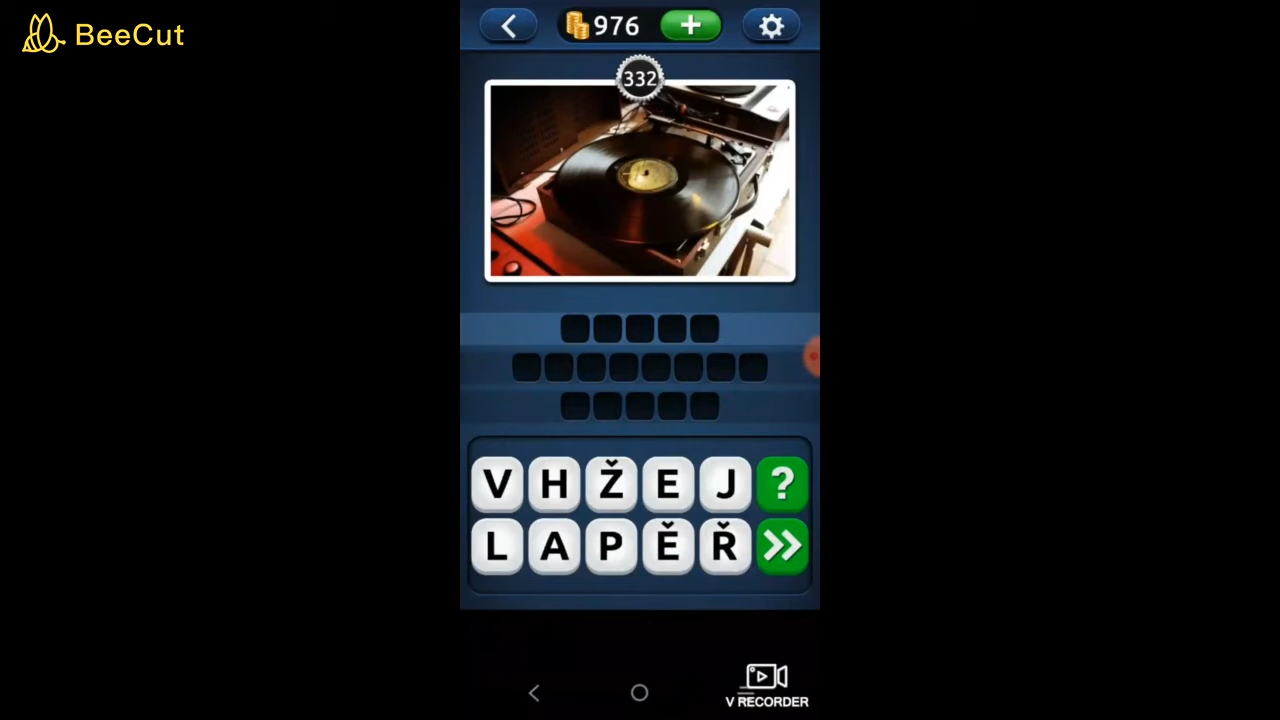 BeeCut
976 +
332
V H Ž E J ?
L A P Ě Ř >>
V RECORDER